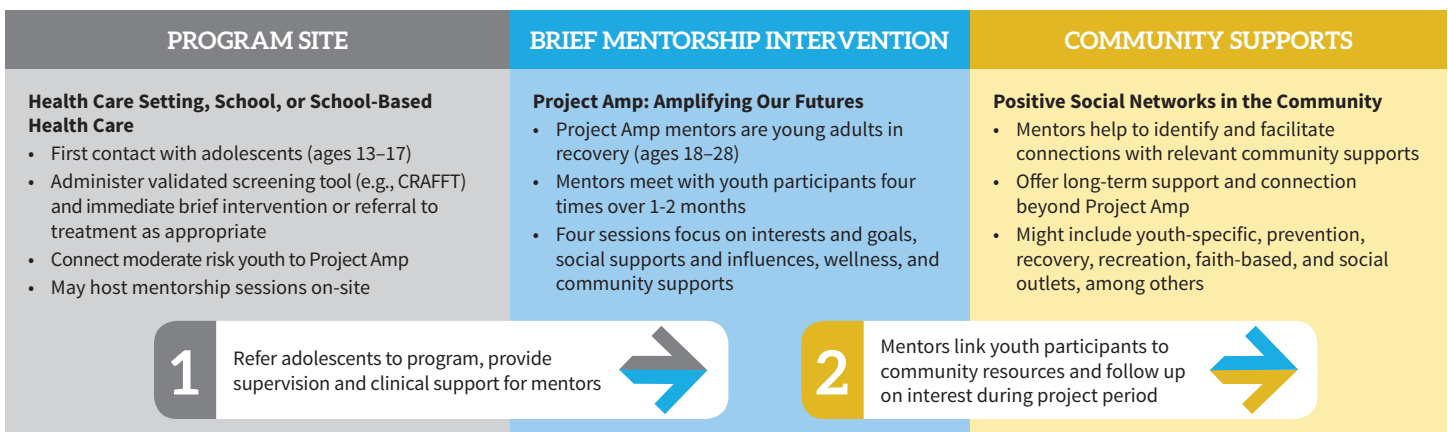 PROGRAM SITE
Health Care Setting, School, or School-Based
Health Care
• First contact with adolescents (ages 13–17)
• Administer validated screening tool (e.g., CRAFFT)
and immediate brief intervention or referral to
treatment as appropriate
• Connect moderate risk youth to Project Amp
• May host mentorship sessions on-site
BRIEF MENTORSHIP INTERVENTION
Project Amp: Amplifying Our Futures
• Project Amp mentors are young adults in
recovery (ages 18–28)
• Mentors meet with youth participants four
times over 1-2 months
• Four sessions focus on interests and goals,
social supports and influences, wellness, and
community supports
COMMUNITY SUPPORTS
Positive Social Networks in the Community
• Mentors help to identify and facilitate
connections with relevant community supports
• Offer long-term support and connection
beyond Project Amp
• Might include youth-specific, prevention,
recovery, recreation, faith-based, and social
outlets, among others
1
Refer adolescents to program, provide
supervision and clinical support for mentors
2
Mentors link youth participants to
community resources and follow up
on interest during project period